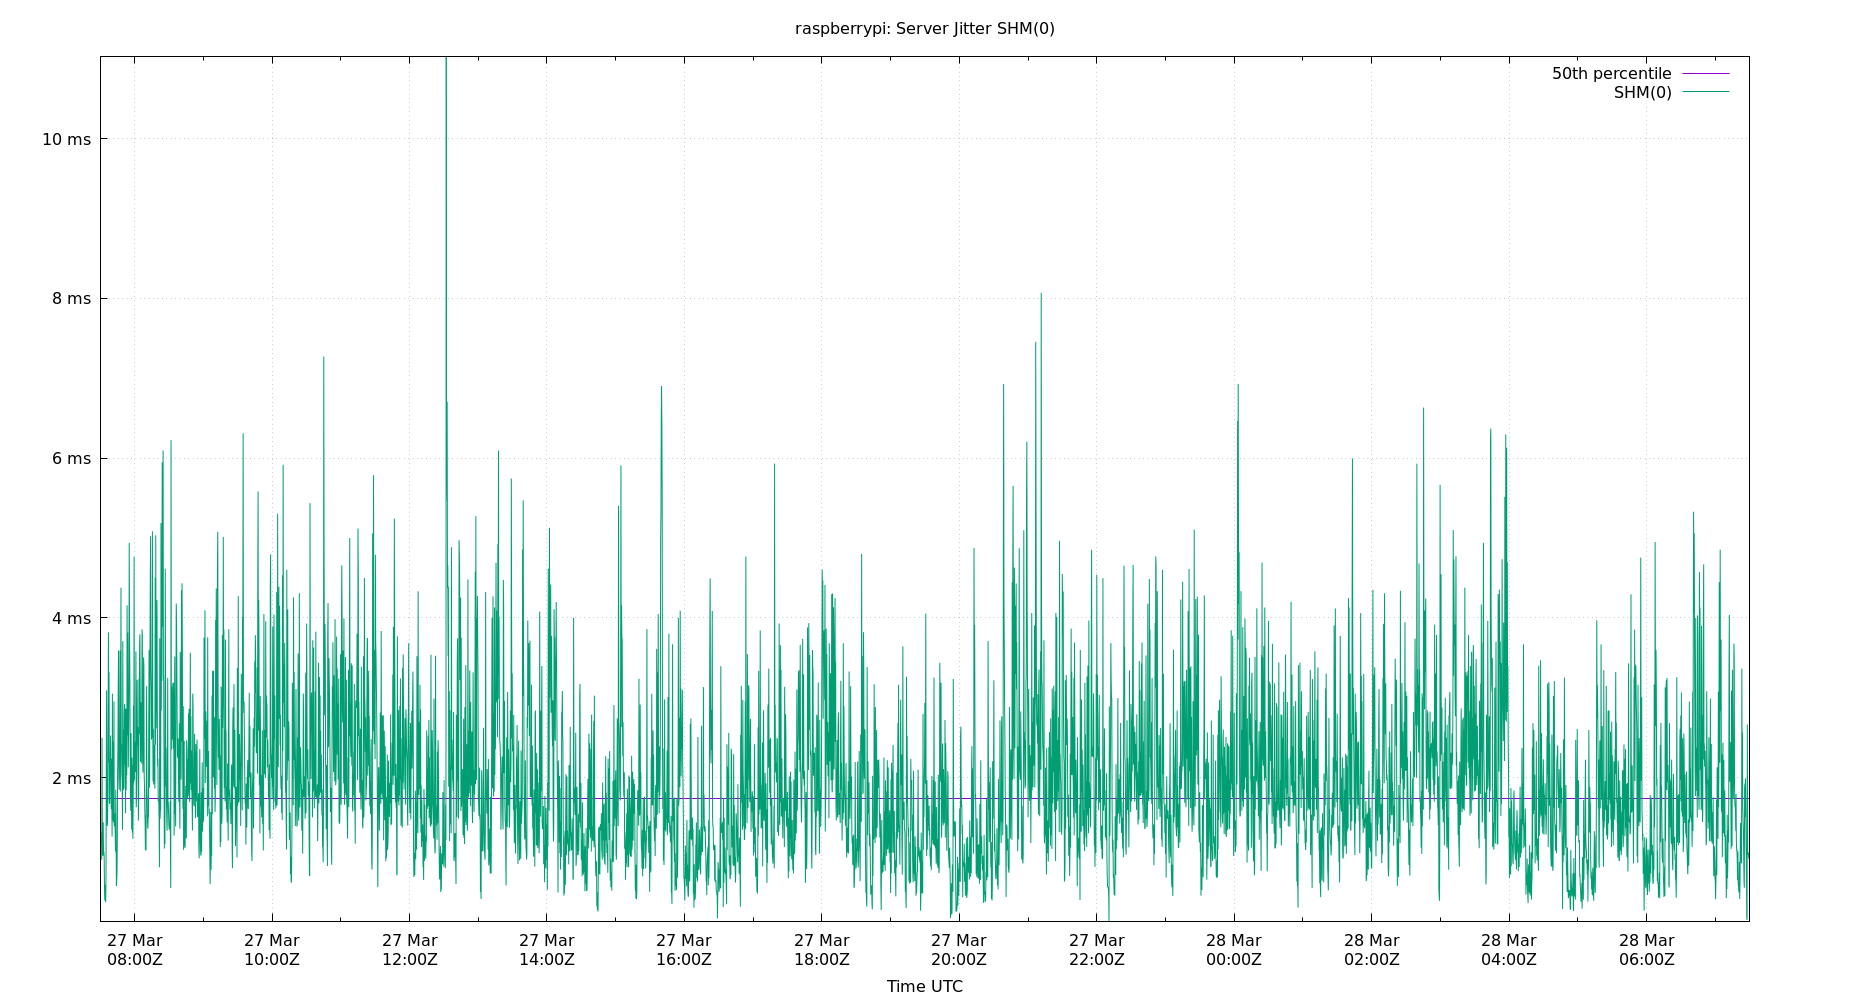 raspberrypi: Server Jitter SHM(0)
50th percentile
SHM(0)
10 ms
8 ms
6 ms
4 ms
2 ms
27 Mar 27 Mar 27 Mar 27 Mar 27 Mar 27 Mar 27 Mar 27 Mar 28 Mar 28 Mar 28 Mar 28 Mar
08:00Z 10:00Z 12:00Z 14:00Z 16:00Z 18:00Z 20:00Z 22:00Z 00:00Z 02:00Z 04:00Z 06:00Z
Time UTC